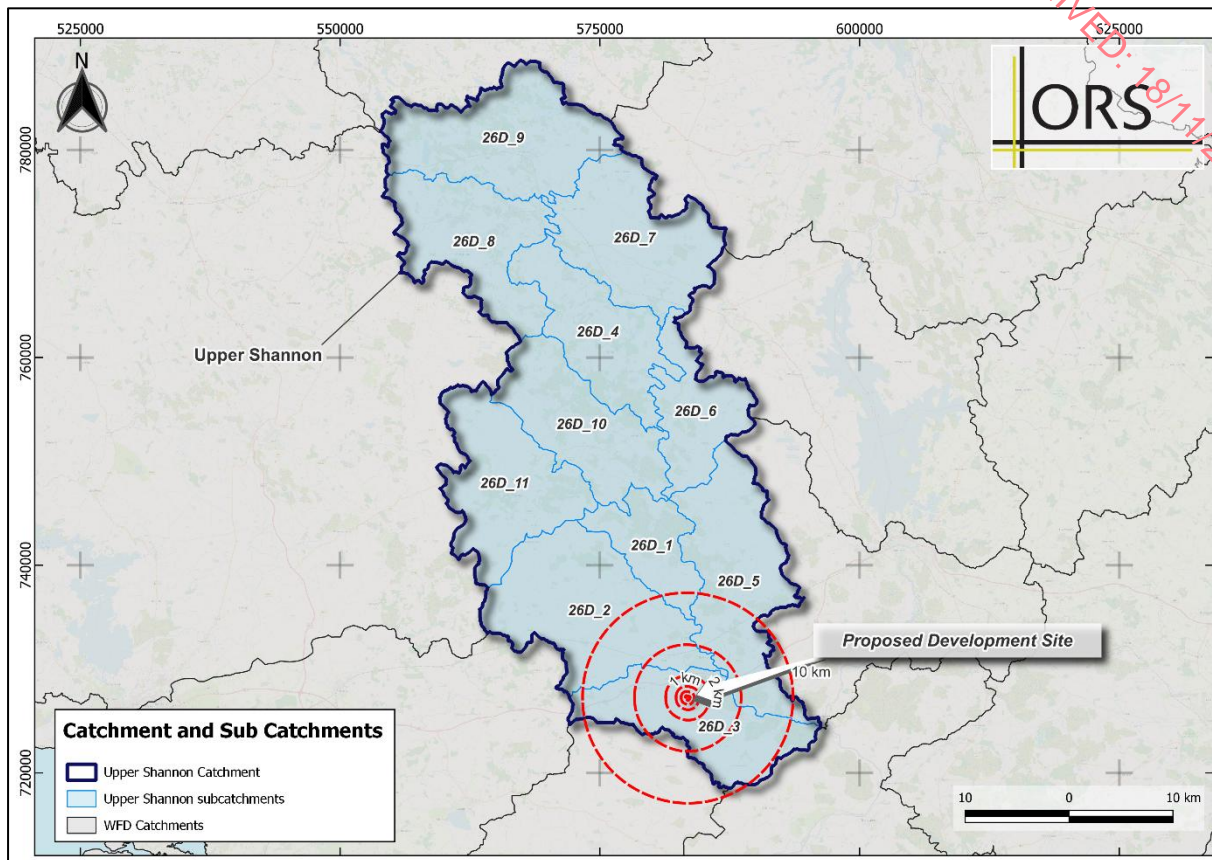 525000 550000 575000 600000 625000
N
ORS
780000
760000
740000
720000
26D_9
26D_8
26D_7
26D_4
Upper Shannon
26D_10
26D_6
26D_11
26D_1
26D_5
26D_2
Proposed Development Site
10 km
1 km
2 km
26D_3
Catchment and Sub Catchments
Upper Shannon Catchment
Upper Shannon subcatchments
WFD Catchments
10 0 10 km